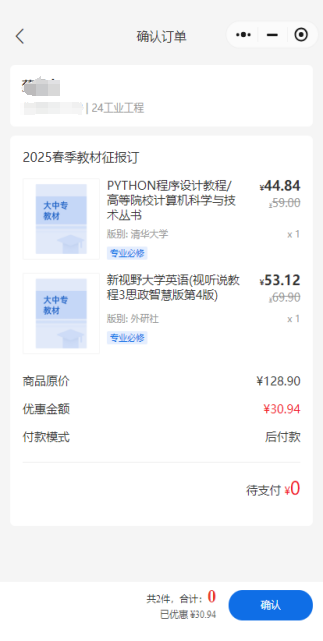 确认订单
| 24工业工程
2025春季教材征报订
大中专
教材
PYTHON程序设计教程/
高等院校计算机科学与技
术丛书
¥44.84
¥59.00
版别: 清华大学
x 1
专业必修
大中专
教材
新视野大学英语(视听说教
程3思政智慧版第4版)
¥53.12
¥69.90
版别: 外研社
x 1
专业必修
商品原价
¥128.90
优惠金额
¥30.94
付款模式
后付款
待支付 ¥0
共2件，合计： 0
已优惠 ¥30.94
确认